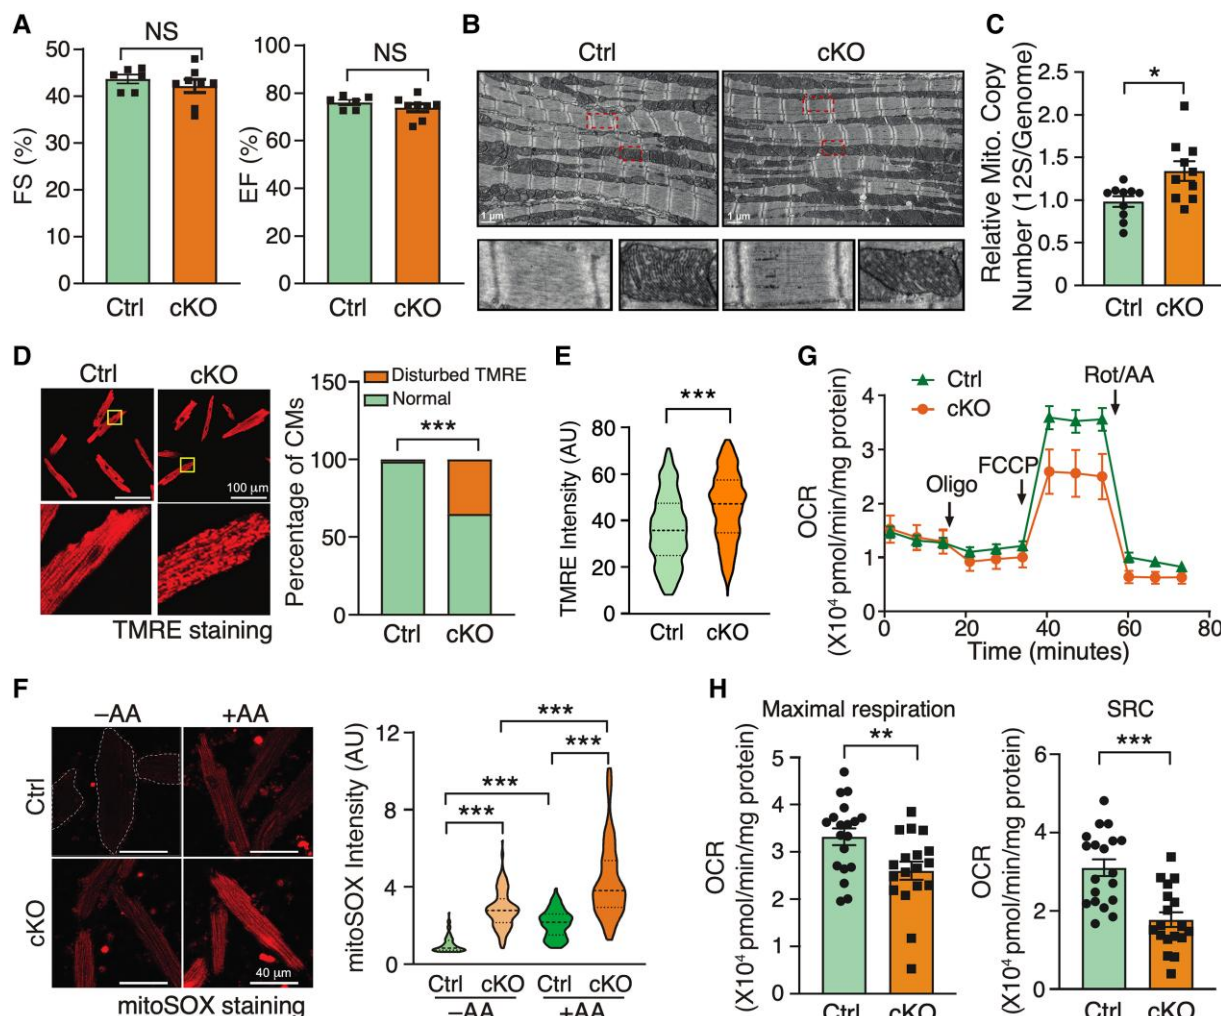 A
NS
FS (%)
50
40
30
20
10
0
Ctrl
cKO
NS
EF (%)
100
80
60
40
20
0
Ctrl
cKO
B
Ctrl
cKO
1 µm
1 µm
C
*
Relative Mito. Copy
Number (12S/Genome)
2.5
2.0
1.5
1.0
0.5
0
Ctrl
cKO
D
Ctrl
cKO
100 µm
TMRE staining
Disturbed TMRE
Normal
***
Percentage of CMs
150
100
50
0
Ctrl
cKO
E
***
TMRE Intensity (AU)
80
60
40
20
0
Ctrl
cKO
G
Ctrl
cKO
Rot/AA
FCCP
Oligo
OCR
(X10⁴ pmol/min/mg protein)
4
3
2
1
0
0
20
40
60
80
Time (minutes)
F
–AA
+AA
Ctrl
cKO
40 µm
mitoSOX staining
***
***
***
***
mitoSOX Intensity (AU)
12
8
4
0
Ctrl
cKO
Ctrl
cKO
–AA
+AA
H
Maximal respiration
**
OCR
(X10⁴ pmol/min/mg protein)
5
4
3
2
1
0
Ctrl
cKO
SRC
***
OCR
(X10⁴ pmol/min/mg protein)
6
4
2
0
Ctrl
cKO